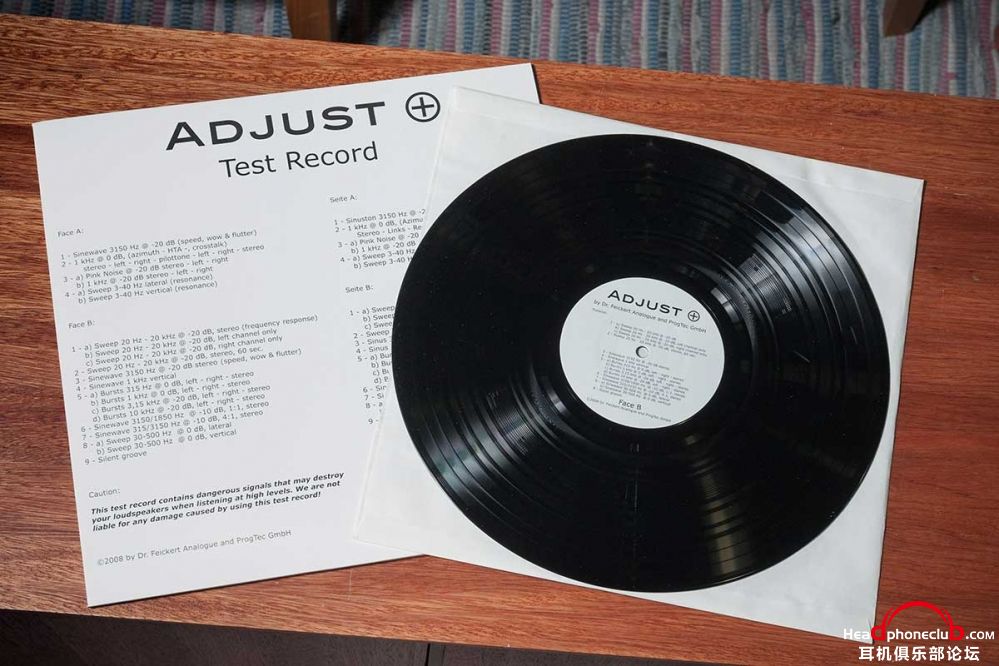 ADJUST
Test Record
Face A:
1 - Sinewave 3150 Hz @ -20 dB (speed, wow & flutter)
2 - 1 kHz @ 0 dB, (azimuth - HTA -, crosstalk)
stereo - left - right - pilottone - left - right - stereo
3 - a) Pink Noise @ -20 dB stereo - left - right
b) 1 kHz @ -20 dB stereo - left - right
4 - a) Sweep 3-40 Hz lateral (resonance)
b) Sweep 3-40 Hz vertical (resonance)
Face B:
1 - a) Sweep 20 Hz - 20 kHz @ -20 dB, stereo (frequency response)
b) Sweep 20 Hz - 20 kHz @ -20 dB, left channel only
c) Sweep 20 Hz - 20 kHz @ -20 dB, right channel only
2 - Sweep 20 Hz - 20 kHz @ -20 dB, stereo, 60 sec.
3 - Sinewave 3150 Hz @ -20 dB stereo (speed, wow & flutter)
4 - Sinewave 1 kHz vertical
5 - a) Bursts 315 Hz @ 0 dB, left - right - stereo
b) Bursts 1 kHz @ 0 dB, left - right - stereo
c) Bursts 3,15 kHz @ -20 dB, left - right - stereo
d) Bursts 10 kHz @ -20 dB, left - right - stereo
6 - Sinewave 3150/1850 Hz @ -10 dB, 1:1, stereo
7 - Sinewave 315/3150 Hz @ -10 dB, 4:1, stereo
8 - a) Sweep 30-500 Hz @ 0 dB, lateral
b) Sweep 30-500 Hz @ 0 dB, vertical
9 - Silent groove
Caution:
This test record contains dangerous signals that may destroy
your loudspeakers when listening at high levels. We are not
liable for any damage caused by using this test record!
©2008 by Dr. Feickert Analogue and ProgTec GmbH
Seite A:
1 - Sinuston 3150 Hz @
2 - 1 kHz @ 0 dB, (Azimu
Stereo - Links - Re
3 - a) Pink Noise @ -20
b) 1 kHz @ -20
4 - a) Sweep 3-40 Hz
b) Sweep 3-40
Seite B:
1 - a) Sweep
b) Swee
c) Swee
2 - Sweep
3 - Sinus
4 - Sinus
5 - a) Bu
b) Burs
c) Bur
d)
6 - Sin
7 - Si
8 - a
9 -
ADJUST
by Dr. Feickert Analogue and ProgTec GmbH
Face B
©2008 by Dr. Feickert Analogue and ProgTec GmbH
Headphoneclub.com
耳机俱乐部论坛